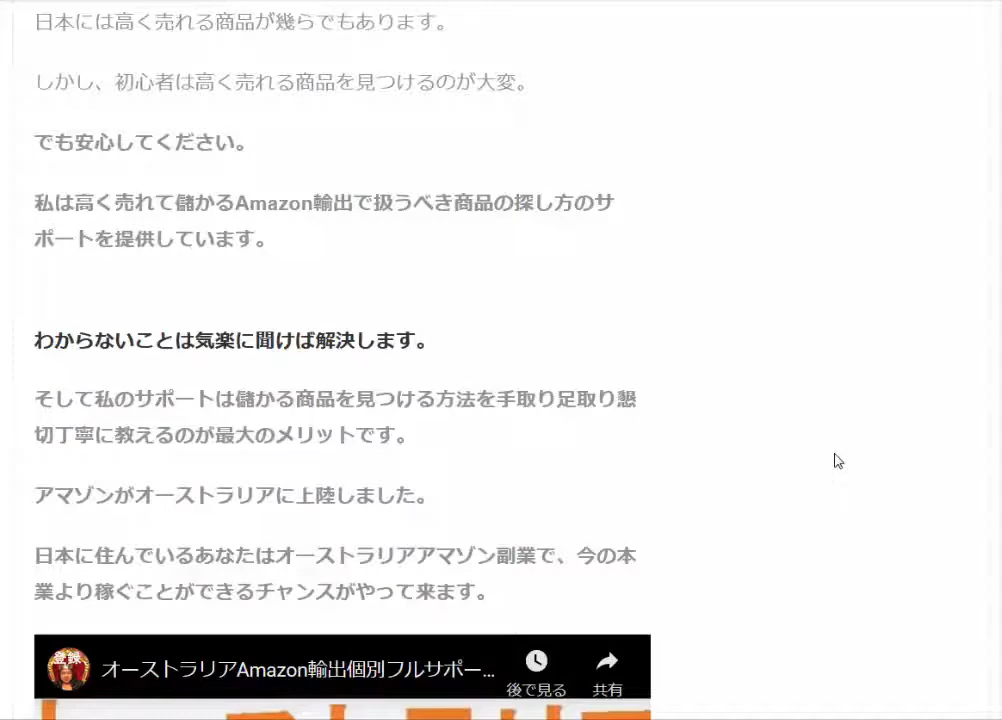 日本には高く売れる商品が幾らでもあります。
しかし、初心者は高く売れる商品を見つけるのが大変。
でも安心してください。
私は高く売れて儲かるAmazon輸出で扱うべき商品の探し方のサ
ポートを提供しています。
わからないことは気楽に聞けば解決します。
そして私のサポートは儲かる商品を見つける方法を手取り足取り懇
切丁寧に教えるのが最大のメリットです。
アマゾンがオーストラリアに上陸しました。
日本に住んでいるあなたはオーストラリアアマゾン副業で、今の本
業より稼ぐことができるチャンスがやって来ます。
登録
オーストラリアAmazon輸出個別フルサポー...
後で見る
共有